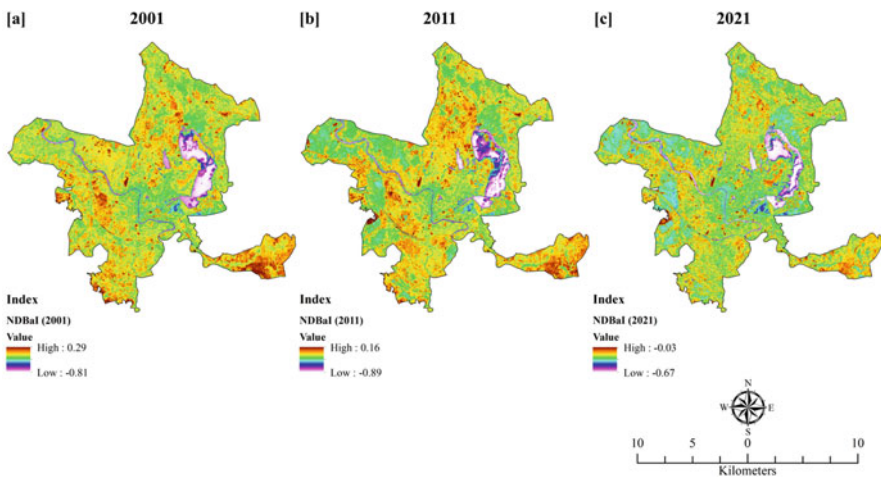 [a] 2001
[b] 2011
[c] 2021
Index
NDBaI (2001)
Value
High : 0.29
Low : -0.81
Index
NDBaI (2011)
Value
High : 0.16
Low : -0.89
Index
NDBaI (2021)
Value
High : -0.03
Low : -0.67
N
W E
S
10 5 0 10
Kilometers